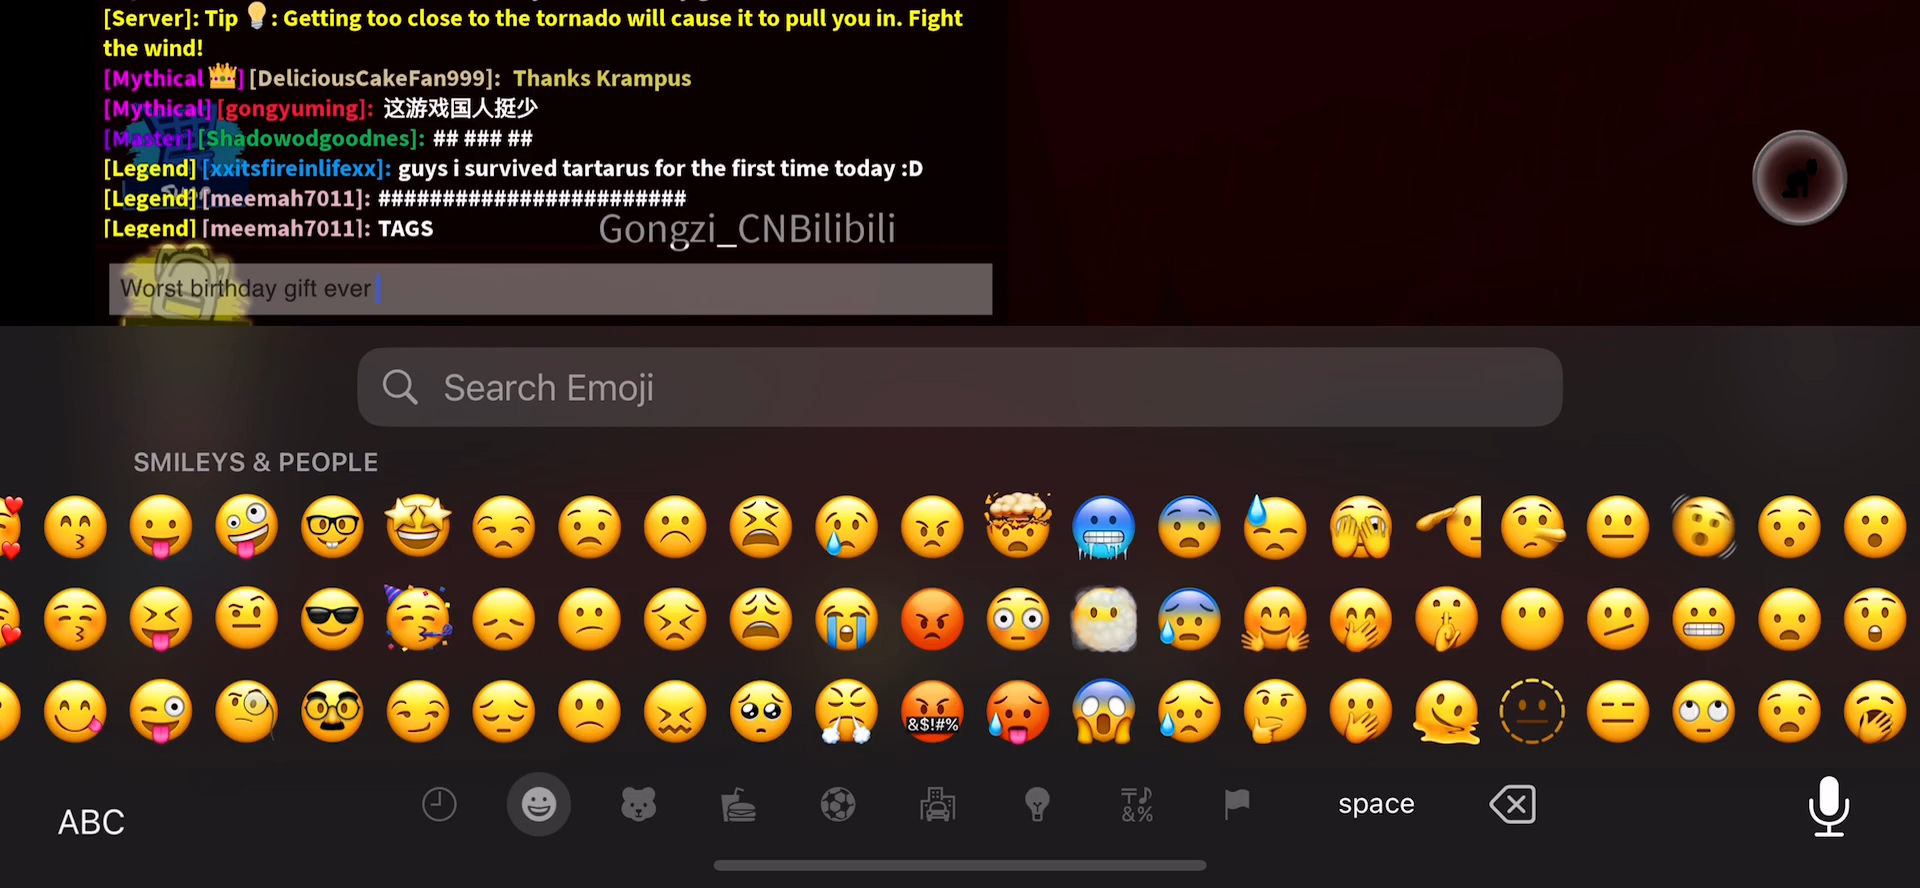 [Server]: Tip 💡: Getting too close to the tornado will cause it to pull you in. Fight
the wind!
[Mythical 👑] [DeliciousCakeFan999]: Thanks Krampus
[Mythical] [gongyuming]: 这游戏国人挺少
[Master] [Shadowodgoodnes]: ## ### ##
[Legend] [xxitsfireinlifexx]: guys i survived tartarus for the first time today :D
[Legend] [meemah7011]: ########################
[Legend] [meemah7011]: TAGS
Gongzi_CNBilibili
Worst birthday gift ever
Search Emoji
SMILEYS & PEOPLE
&$!#%
ABC
space